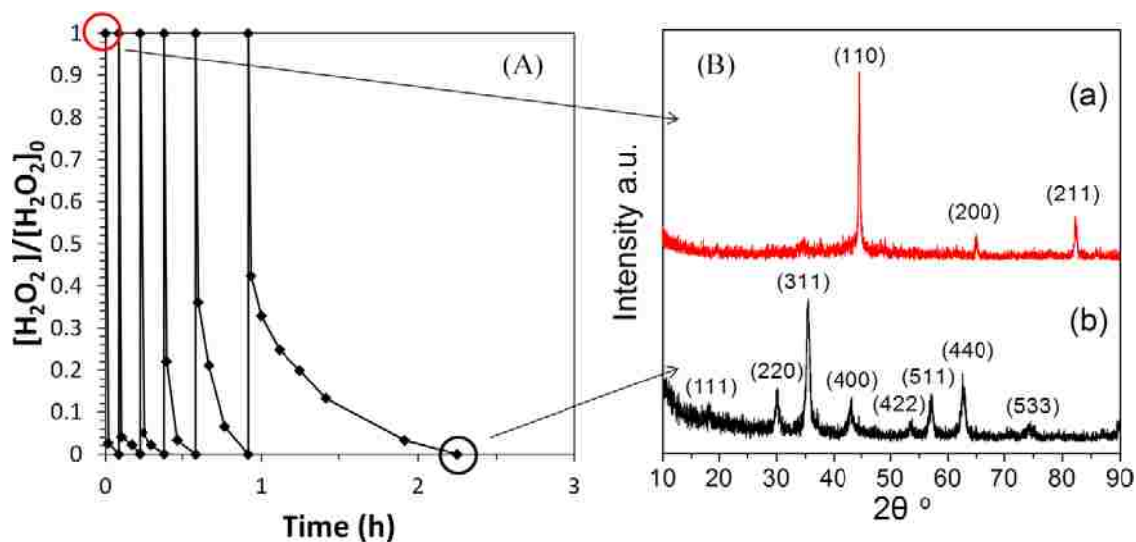 (A)
1
0.9
0.8
0.7
0.6
0.5
0.4
0.3
0.2
0.1
0
[H₂O₂]/[H₂O₂]₀
0 1 2 3
Time (h)
(B)
(a)
(110)
(200)
(211)
(b)
(111)
(220)
(311)
(400)
(422)
(511)
(440)
(533)
Intensity a.u.
10 20 30 40 50 60 70 80 90
2θ °